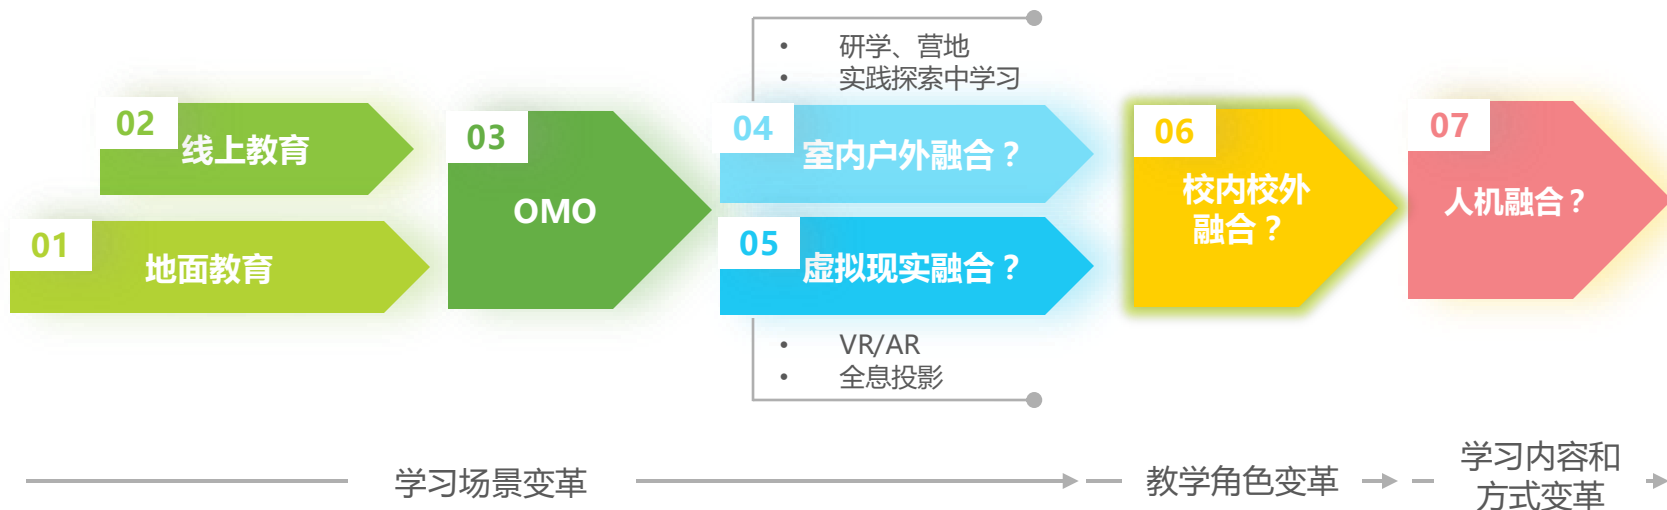 • 研学、营地
• 实践探索中学习
02
线上教育
01
地面教育
03
OMO
04
室内户外融合？
05
虚拟现实融合？
• VR/AR
• 全息投影
06
校内校外
融合？
07
人机融合？
学习场景变革
教学角色变革
学习内容和
方式变革